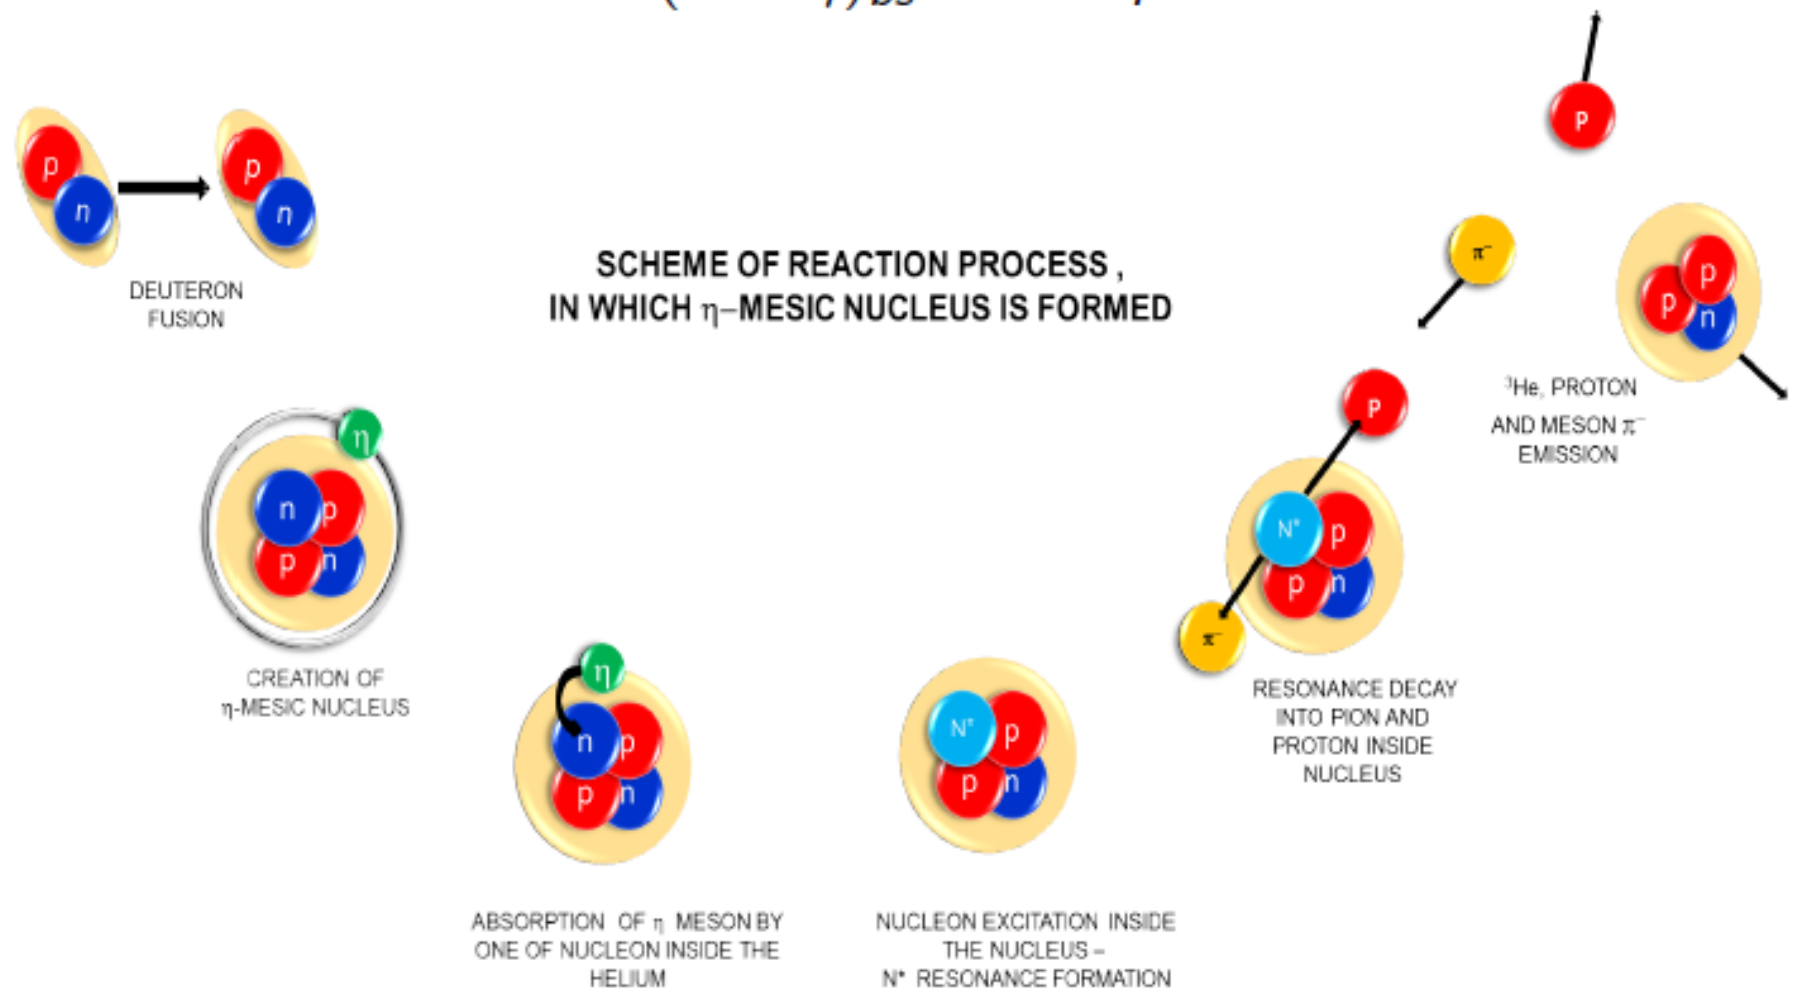 SCHEME OF REACTION PROCESS ,
IN WHICH η–MESIC NUCLEUS IS FORMED
p
n
p
n
DEUTERON
FUSION
η
n
p
p
n
CREATION OF
η-MESIC NUCLEUS
η
n
p
p
n
ABSORPTION OF η MESON BY
ONE OF NUCLEON INSIDE THE
HELIUM
N*
p
p
n
NUCLEON EXCITATION INSIDE
THE NUCLEUS –
N* RESONANCE FORMATION
P
N*
p
p
n
π⁻
RESONANCE DECAY
INTO PION AND
PROTON INSIDE
NUCLEUS
P
π⁻
p
p
n
³He, PROTON
AND MESON π⁻
EMISSION